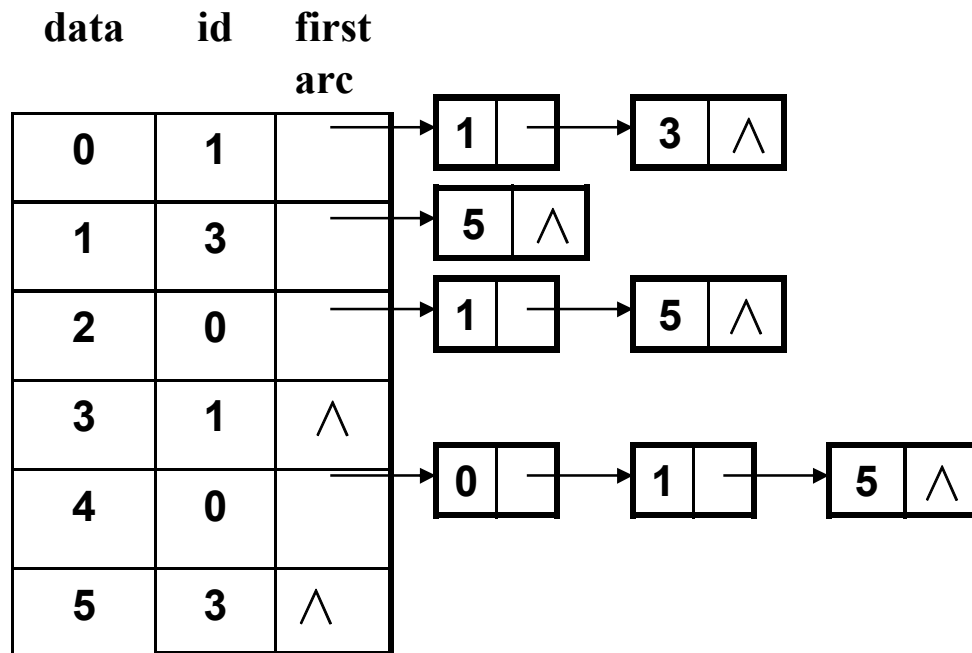 data id first
arc
0 1 1 3 ∧
1 3 5 ∧
2 0 1 5 ∧
3 1 ∧
4 0 0 1 5 ∧
5 3 ∧